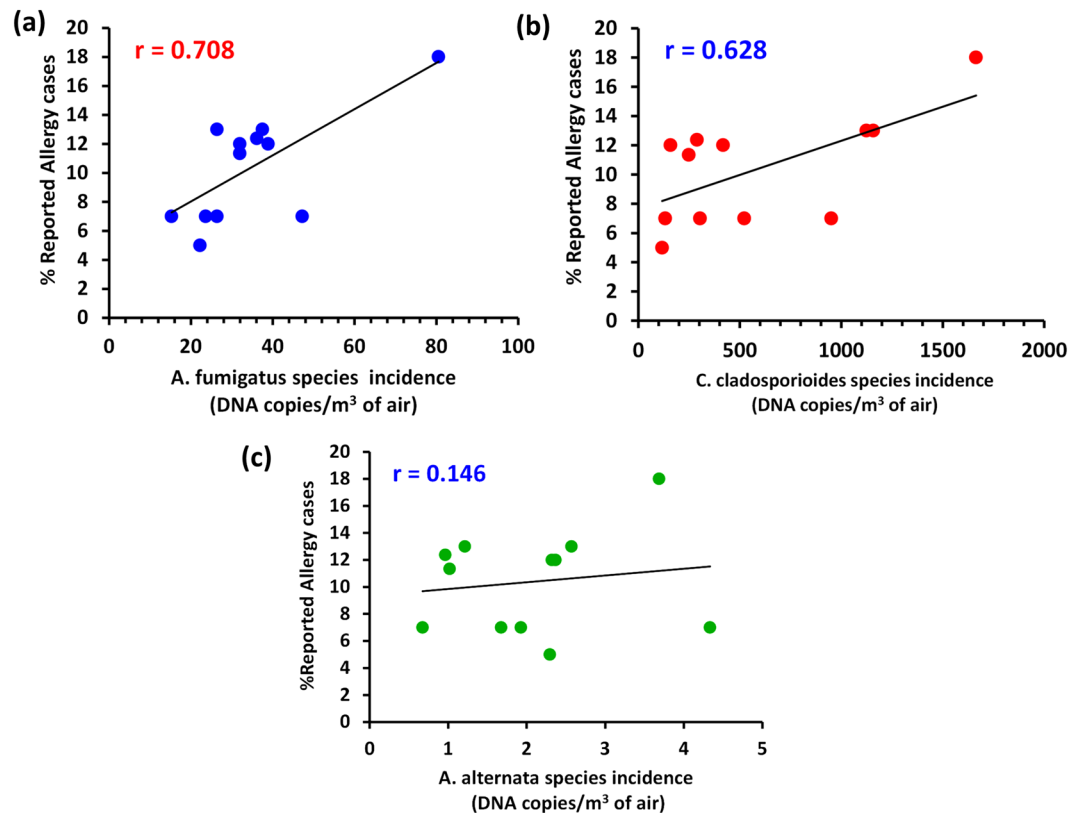 (a)
r = 0.708
% Reported Allergy cases
20
18
16
14
12
10
8
6
4
2
0
0 20 40 60 80 100
A. fumigatus species incidence
(DNA copies/m³ of air)
(b)
r = 0.628
% Reported Allergy cases
20
18
16
14
12
10
8
6
4
2
0
0 500 1000 1500 2000
C. cladosporioides species incidence
(DNA copies/m³ of air)
(c)
r = 0.146
%Reported Allergy cases
20
18
16
14
12
10
8
6
4
2
0
0 1 2 3 4 5
A. alternata species incidence
(DNA copies/m³ of air)